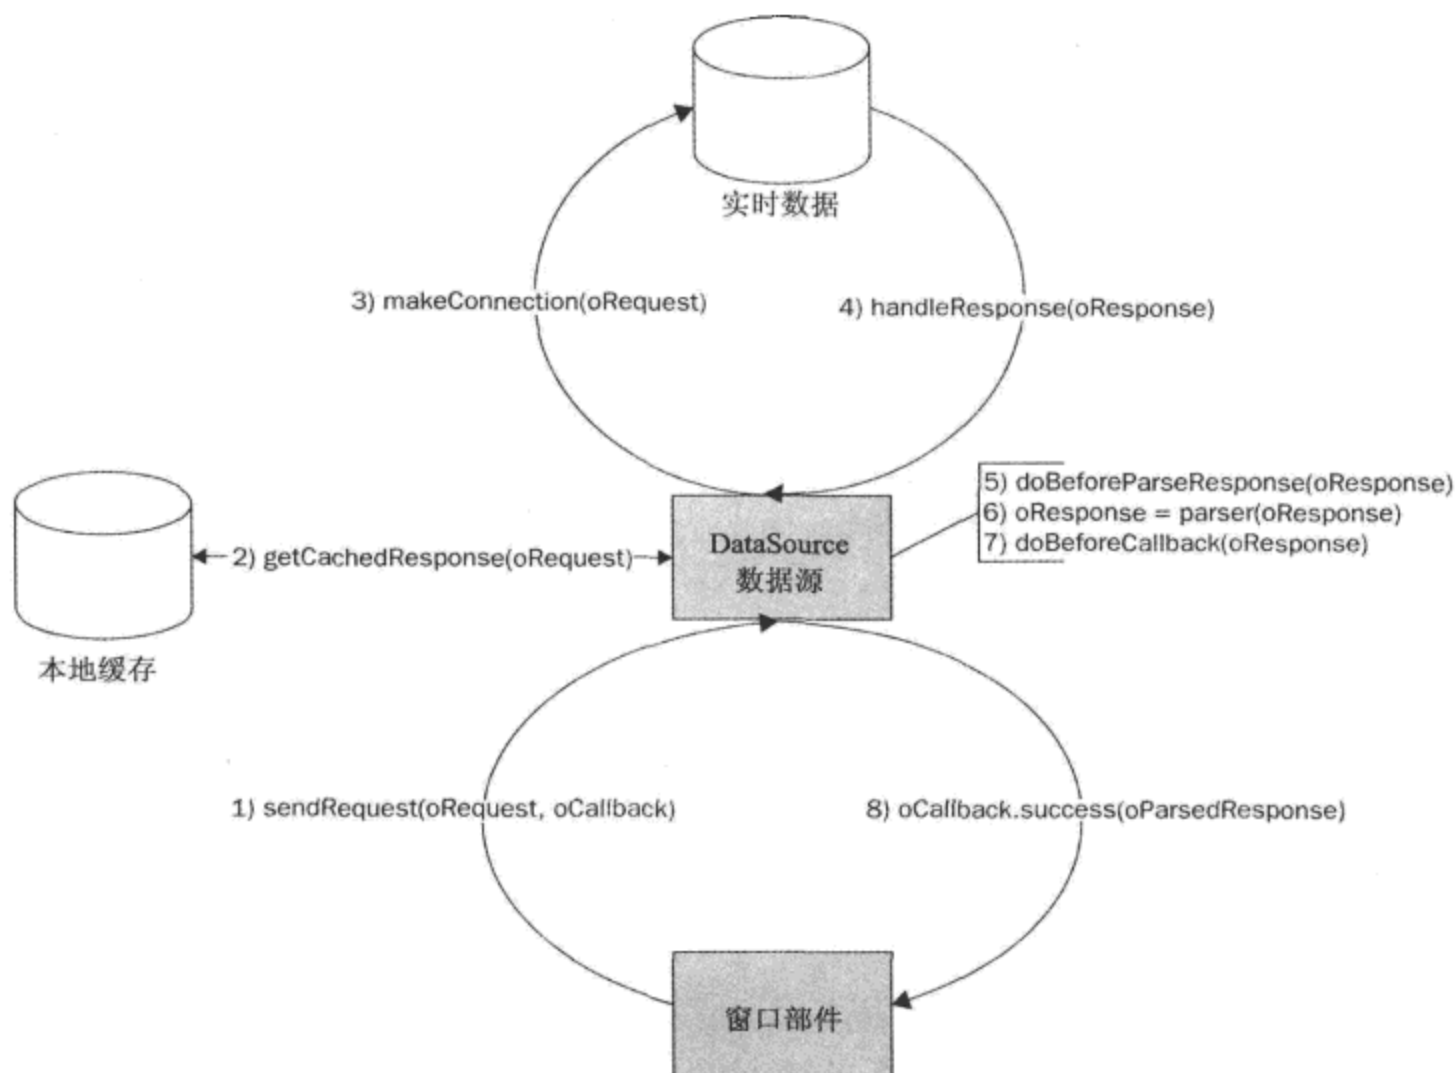 实时数据
3) makeConnection(oRequest)
4) handleResponse(oResponse)
5) doBeforeParseResponse(oResponse)
6) oResponse = parser(oResponse)
7) doBeforeCallback(oResponse)
2) getCachedResponse(oRequest)
DataSource
数据源
本地缓存
1) sendRequest(oRequest, oCallback)
8) oCallback.success(oParsedResponse)
窗口部件